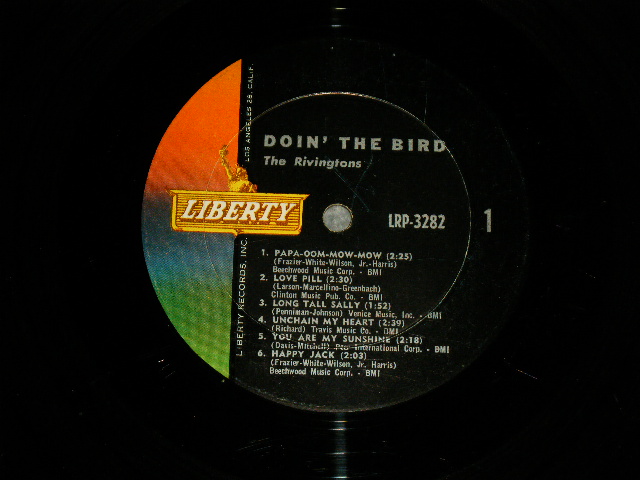 DOIN' THE BIRD
The Rivingtons
LIBERTY
LRP-3282
1
1. PAPA-OOM-MOW-MOW (2:25)
(Frazier-White-Wilson, Jr.-Harris)
Beechwood Music Corp. - BMI
2. LOVE PILL (2:30)
(Larson-Marcellino-Greenbach)
Clinton Music Pub. Co. - BMI
3. LONG TALL SALLY (1:52)
(Penniman-Johnson) Venice Music, Inc. - BMI
4. UNCHAIN MY HEART (2:39)
(Richard) Travis Music Co. - BMI
5. YOU ARE MY SUNSHINE (2:18)
(Davis-Mitchell) Peer International Corp. - BMI
6. HAPPY JACK (2:03)
(Frazier-White-Wilson, Jr. Harris)
Beechwood Music Corp. - BMI
LIBERTY RECORDS, INC.
LOS ANGELES 28, CALIF.